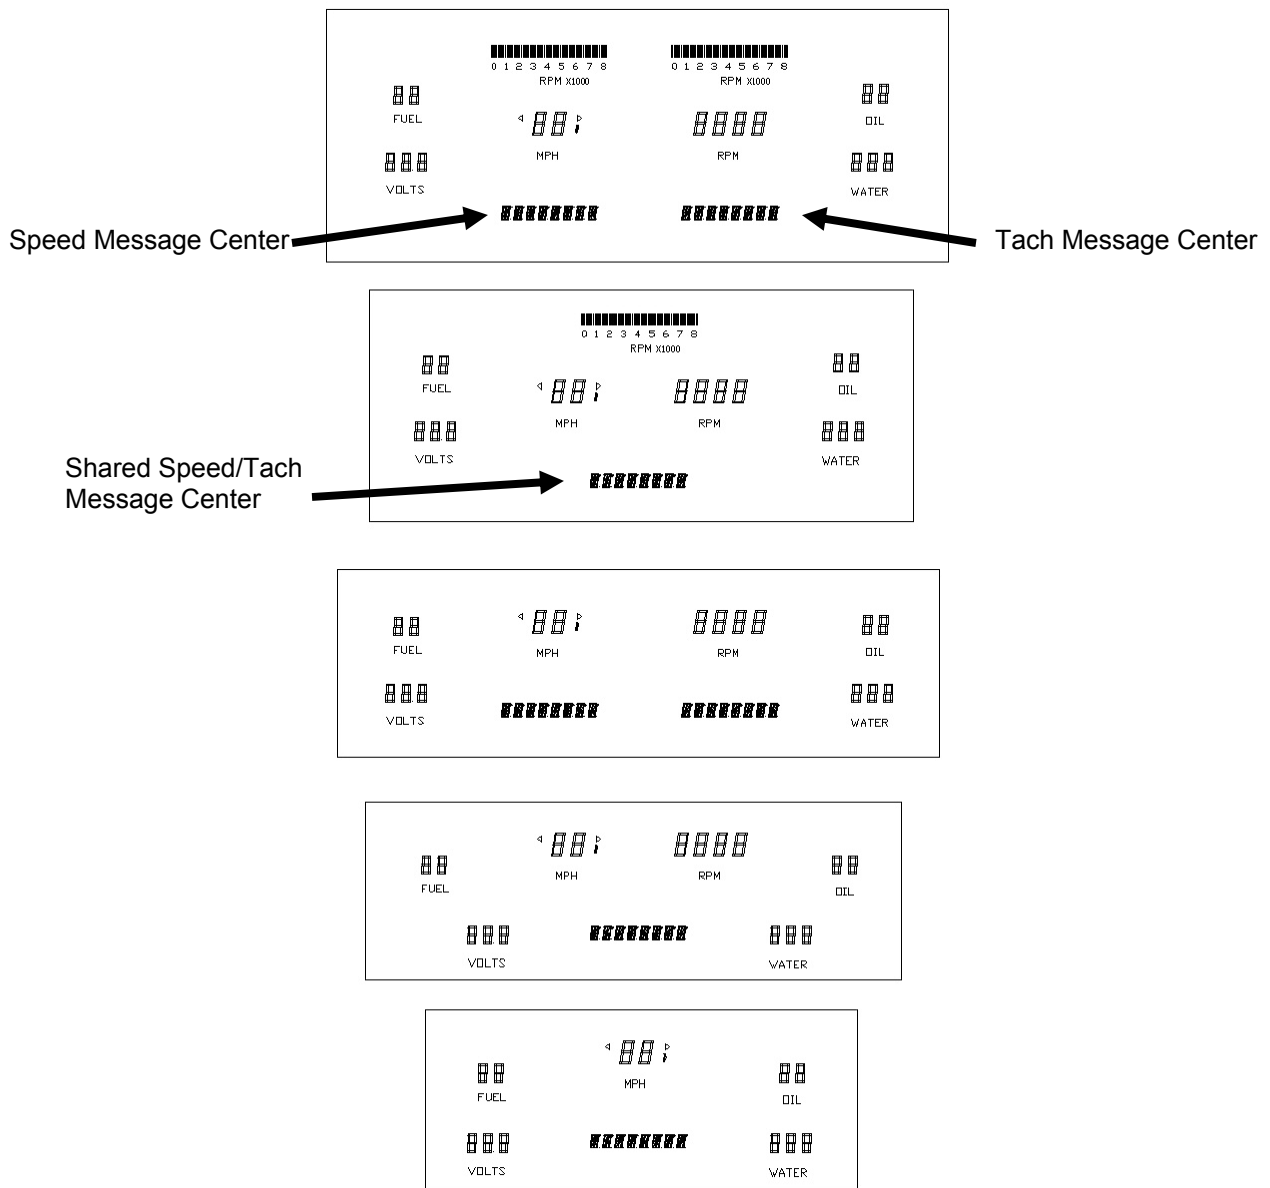 0 1 2 3 4 5 6 7 8
RPM X1000
0 1 2 3 4 5 6 7 8
RPM X1000
88
FUEL
88
MPH
8888
RPM
88
OIL
888
VOLTS
888
WATER
Speed Message Center
Tach Message Center
0 1 2 3 4 5 6 7 8
RPM X1000
88
FUEL
88
MPH
8888
RPM
88
OIL
888
VOLTS
888
WATER
Shared Speed/Tach
Message Center
88
FUEL
88
MPH
8888
RPM
88
OIL
888
VOLTS
888
WATER
88
FUEL
88
MPH
8888
RPM
88
OIL
888
VOLTS
888
WATER
88
FUEL
88
MPH
88
OIL
888
VOLTS
888
WATER